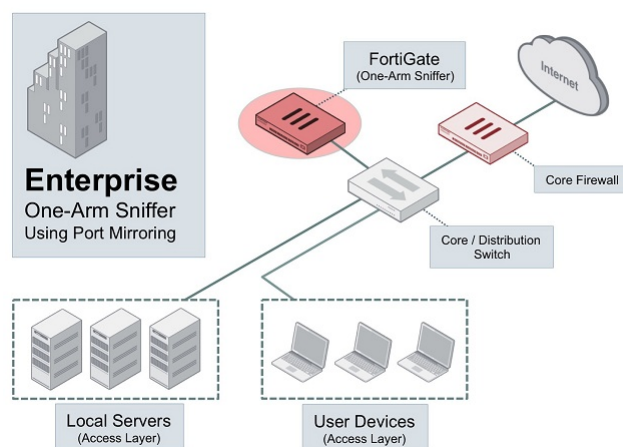 Enterprise
One-Arm Sniffer
Using Port Mirroring
FortiGate
(One-Arm Sniffer)
Internet
Core Firewall
Core / Distribution
Switch
Local Servers
(Access Layer)
User Devices
(Access Layer)